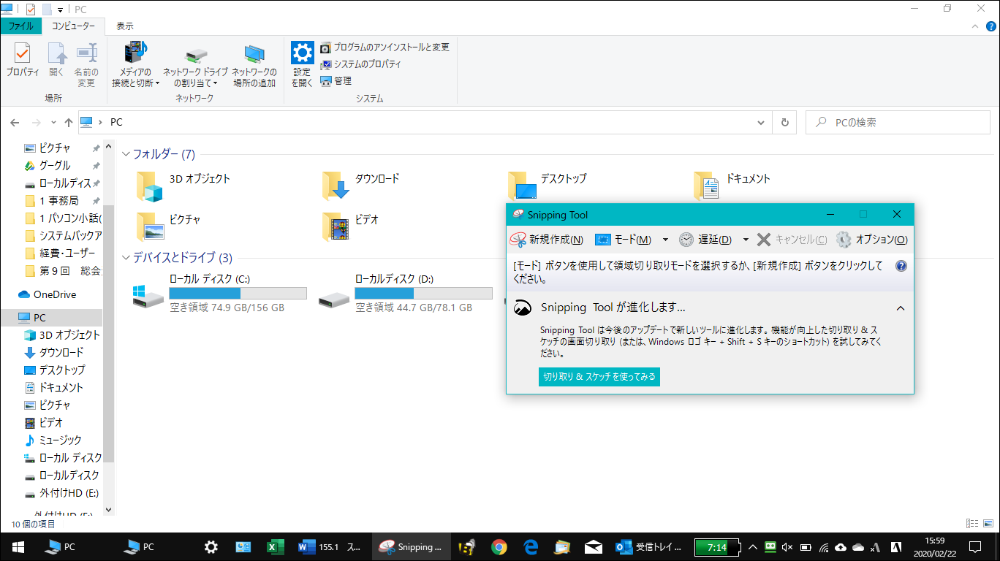 PC
ファイル コンピューター 表示
プロパティ 開く 名前の
変更
場所
メディアの
接続と切断
ネットワーク ドライブ
の割り当て
ネットワークの
場所の追加
ネットワーク
設定
を開く
プログラムのアンインストールと変更
システムのプロパティ
管理
システム
PC
PCの検索
ピクチャ
グーグル
ローカルディス
1 事務局
1 パソコン小話(
システムバックア
経費・ユーザー
第９回　総会
OneDrive
PC
3D オブジェクト
ダウンロード
デスクトップ
ドキュメント
ピクチャ
ビデオ
ミュージック
ローカル ディスク
ローカルディスク
外付けHD (E:)
外付けHD (E:)
フォルダー (7)
3D オブジェクト
ダウンロード
デスクトップ
ドキュメント
ピクチャ
ビデオ
デバイスとドライブ (3)
ローカル ディスク (C:)
空き領域 74.9 GB/156 GB
ローカルディスク (D:)
空き領域 44.7 GB/78.1 GB
Snipping Tool
新規作成(N) モード(M) 遅延(D) キャンセル(C) オプション(O)
[モード] ボタンを使用して領域切り取りモードを選択するか、[新規作成] ボタンをクリックして
ください。
Snipping Tool が進化します...
Snipping Tool は今後のアップデートで新しいツールに進化します。機能が向上した切り取り & ス
ケッチの画面切り取り (または、Windows ロゴ キー + Shift + S キーのショートカット) を試してみてく
ださい。
切り取り & スケッチを使ってみる
10 個の項目
PC
PC
155.1 ス...
Snipping ...
受信トレイ ...
7:14
15:59
2020/02/22